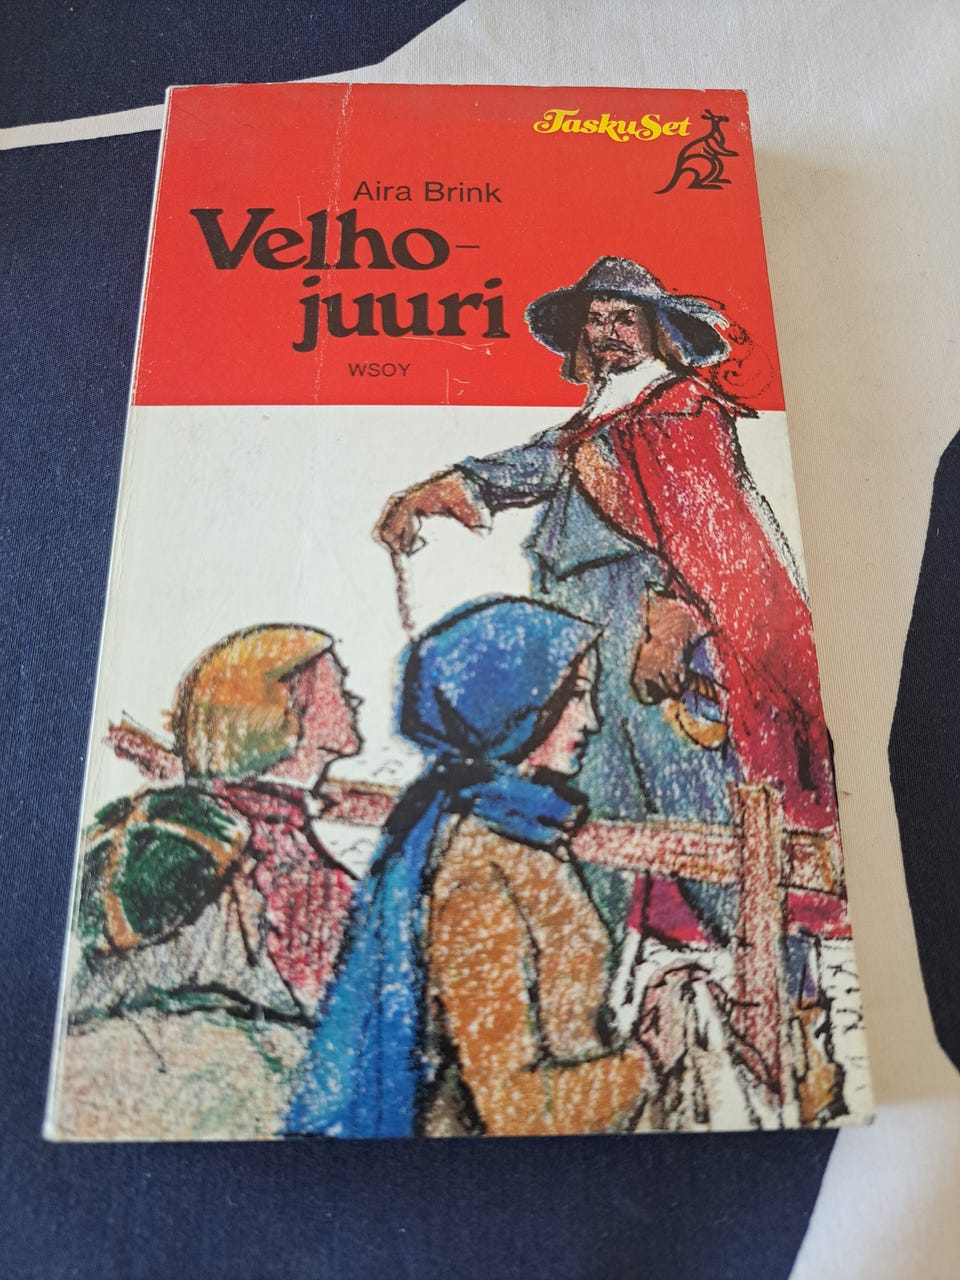 TaskuSet
Aira Brink
Velho-
juuri
WSOY